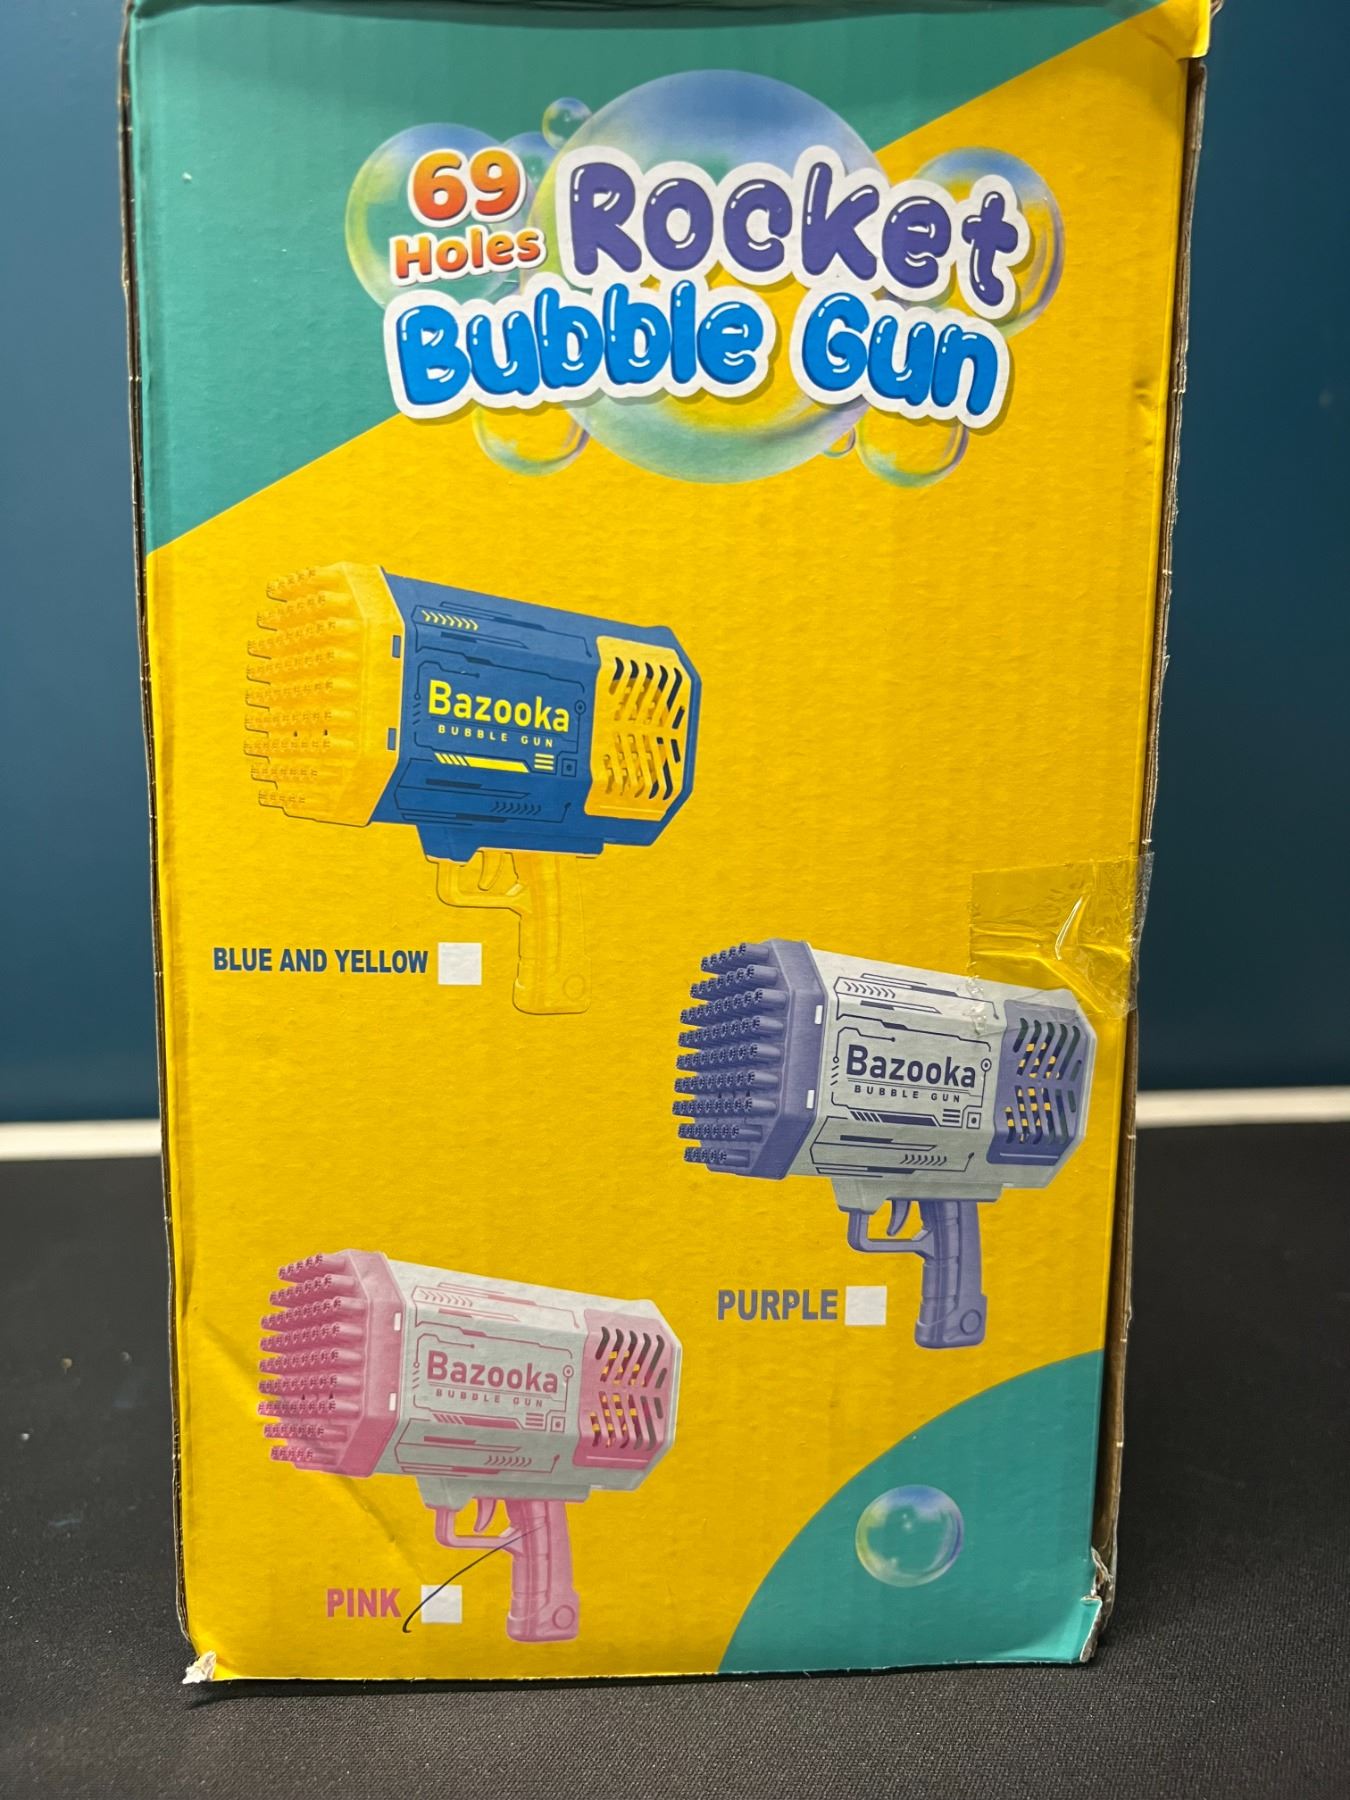 69
Holes
Rocket
Bubble Gun
Bazooka
BUBBLE GUN
BLUE AND YELLOW
Bazooka
BUBBLE GUN
PURPLE
Bazooka
BUBBLE GUN
PINK